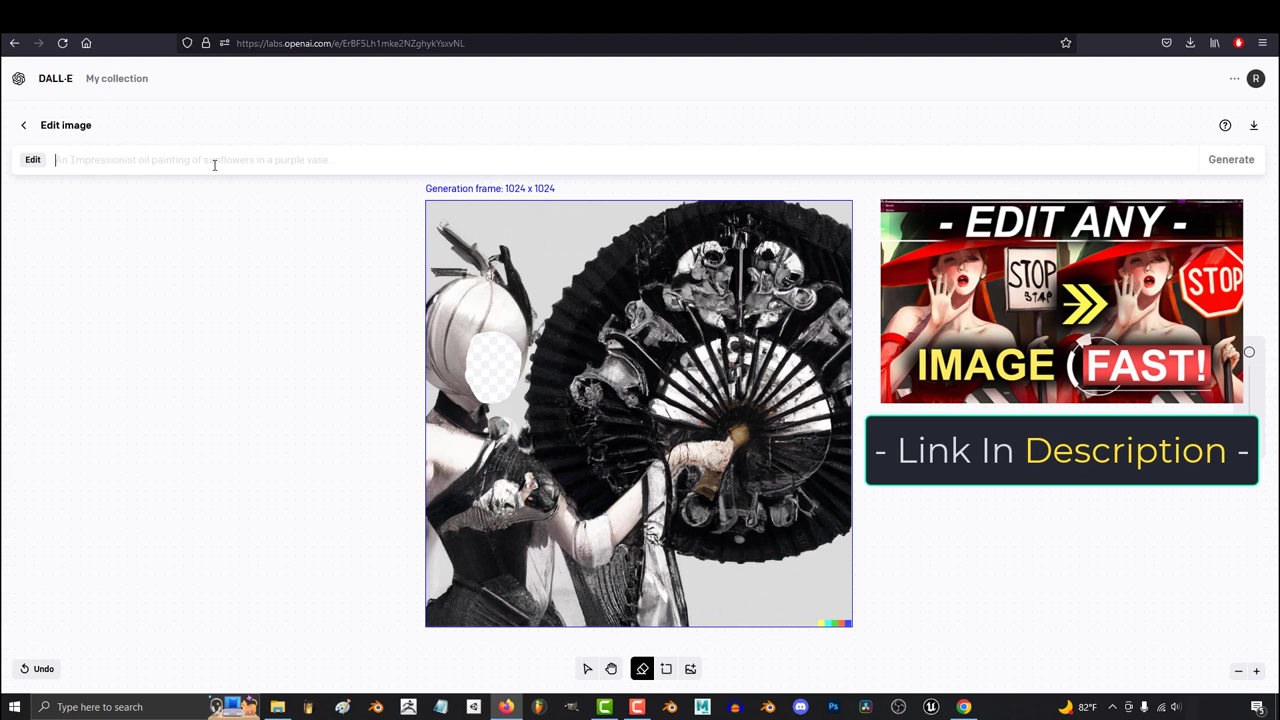 https://labs.openai.com/e/ErBF5Lh1mke2NZghykYsxvNL
DALL·E
My collection
R
Edit image
Edit
An Impressionist oil painting of sunflowers in a purple vase...
Generate
Generation frame: 1024 x 1024
- EDIT ANY -
STOP
STOP
IMAGE FAST!
- Link In Description -
Undo
Type here to search
Ps
82°F